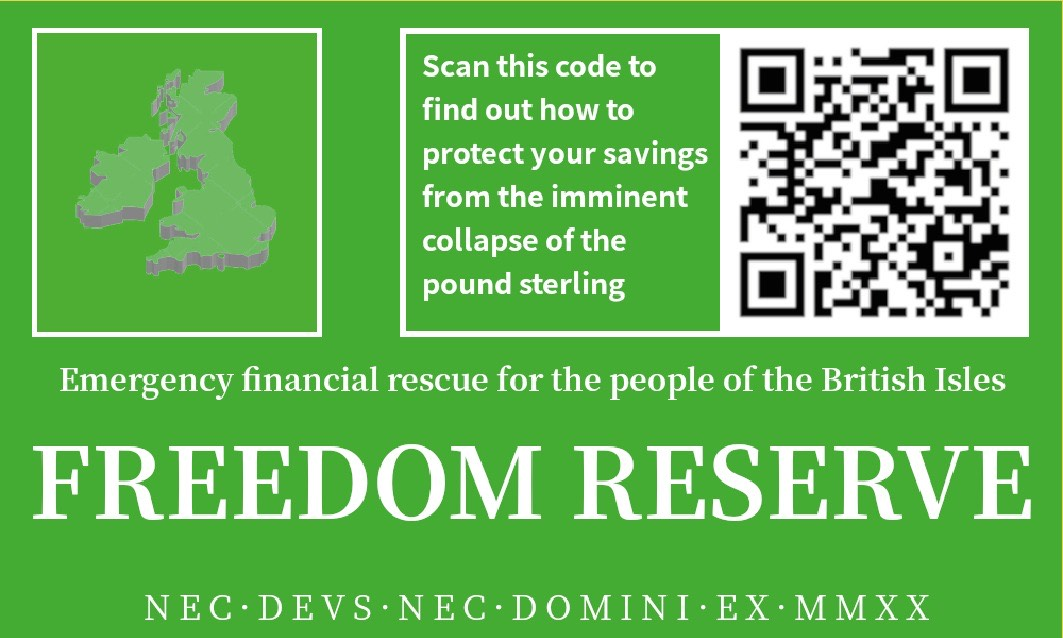 Scan this code to
find out how to
protect your savings
from the imminent
collapse of the
pound sterling
Emergency financial rescue for the people of the British Isles
FREEDOM RESERVE
NEC·DEVS·NEC·DOMINI·EX·MMXX